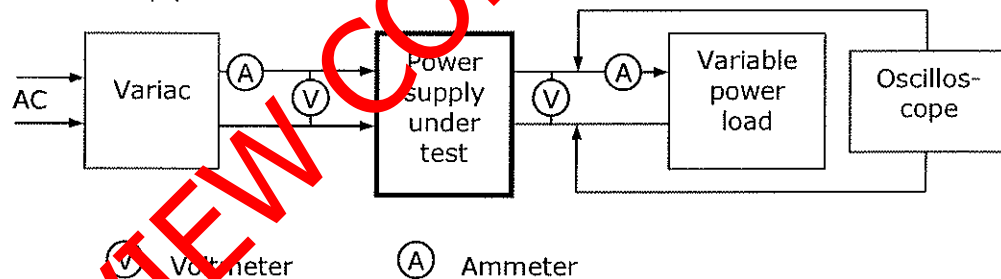 AC
Variac
A
V
Power
supply
under
test
V
A
Variable
power
load
Oscillos-
cope
V Voltmeter
A Ammeter